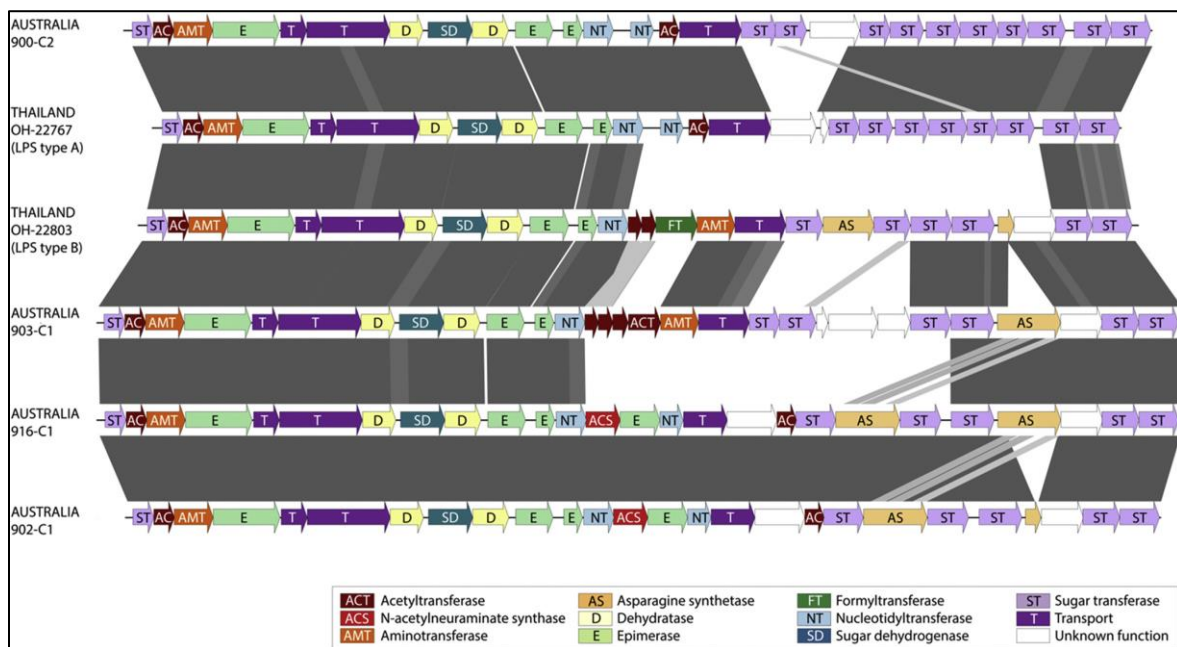 AUSTRALIA
900-C2
ST AC AMT E T T D SD D E E NT NT AC T ST ST ST ST ST ST ST ST ST ST
THAILAND
OH-22767
(LPS type A)
ST AC AMT E T T D SD D E E NT NT AC T ST ST ST ST ST ST ST ST
THAILAND
OH-22803
(LPS type B)
ST AC AMT E T T D SD D E E NT FT AMT T ST AS ST ST ST ST ST
AUSTRALIA
903-C1
ST AC AMT E T T D SD D E E NT ACT AMT T ST ST ST ST AS ST ST
AUSTRALIA
916-C1
ST AC AMT E T T D SD D E E NT ACS E NT T AC ST AS ST ST AS ST ST
AUSTRALIA
902-C1
ST AC AMT E T T D SD D E E NT ACS E NT T AC ST AS ST ST ST ST
ACT Acetyltransferase
ACS N-acetylneuraminate synthase
AMT Aminotransferase
AS Asparagine synthetase
D Dehydratase
E Epimerase
FT Formyltransferase
NT Nucleotidyltransferase
SD Sugar dehydrogenase
ST Sugar transferase
T Transport
Unknown function